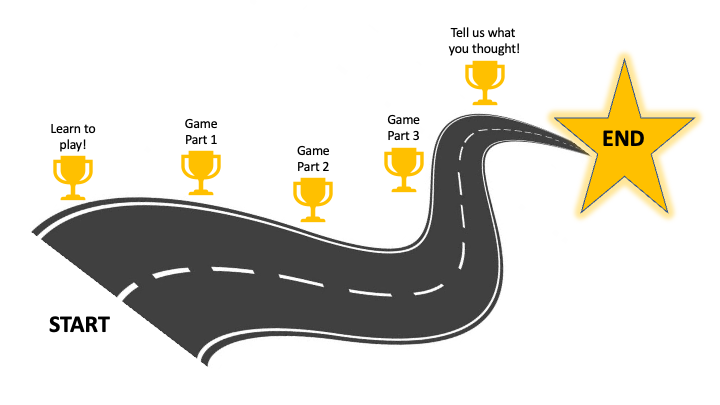 Tell us what
you thought!
Learn to
play!
Game
Part 1
Game
Part 2
Game
Part 3
END
START